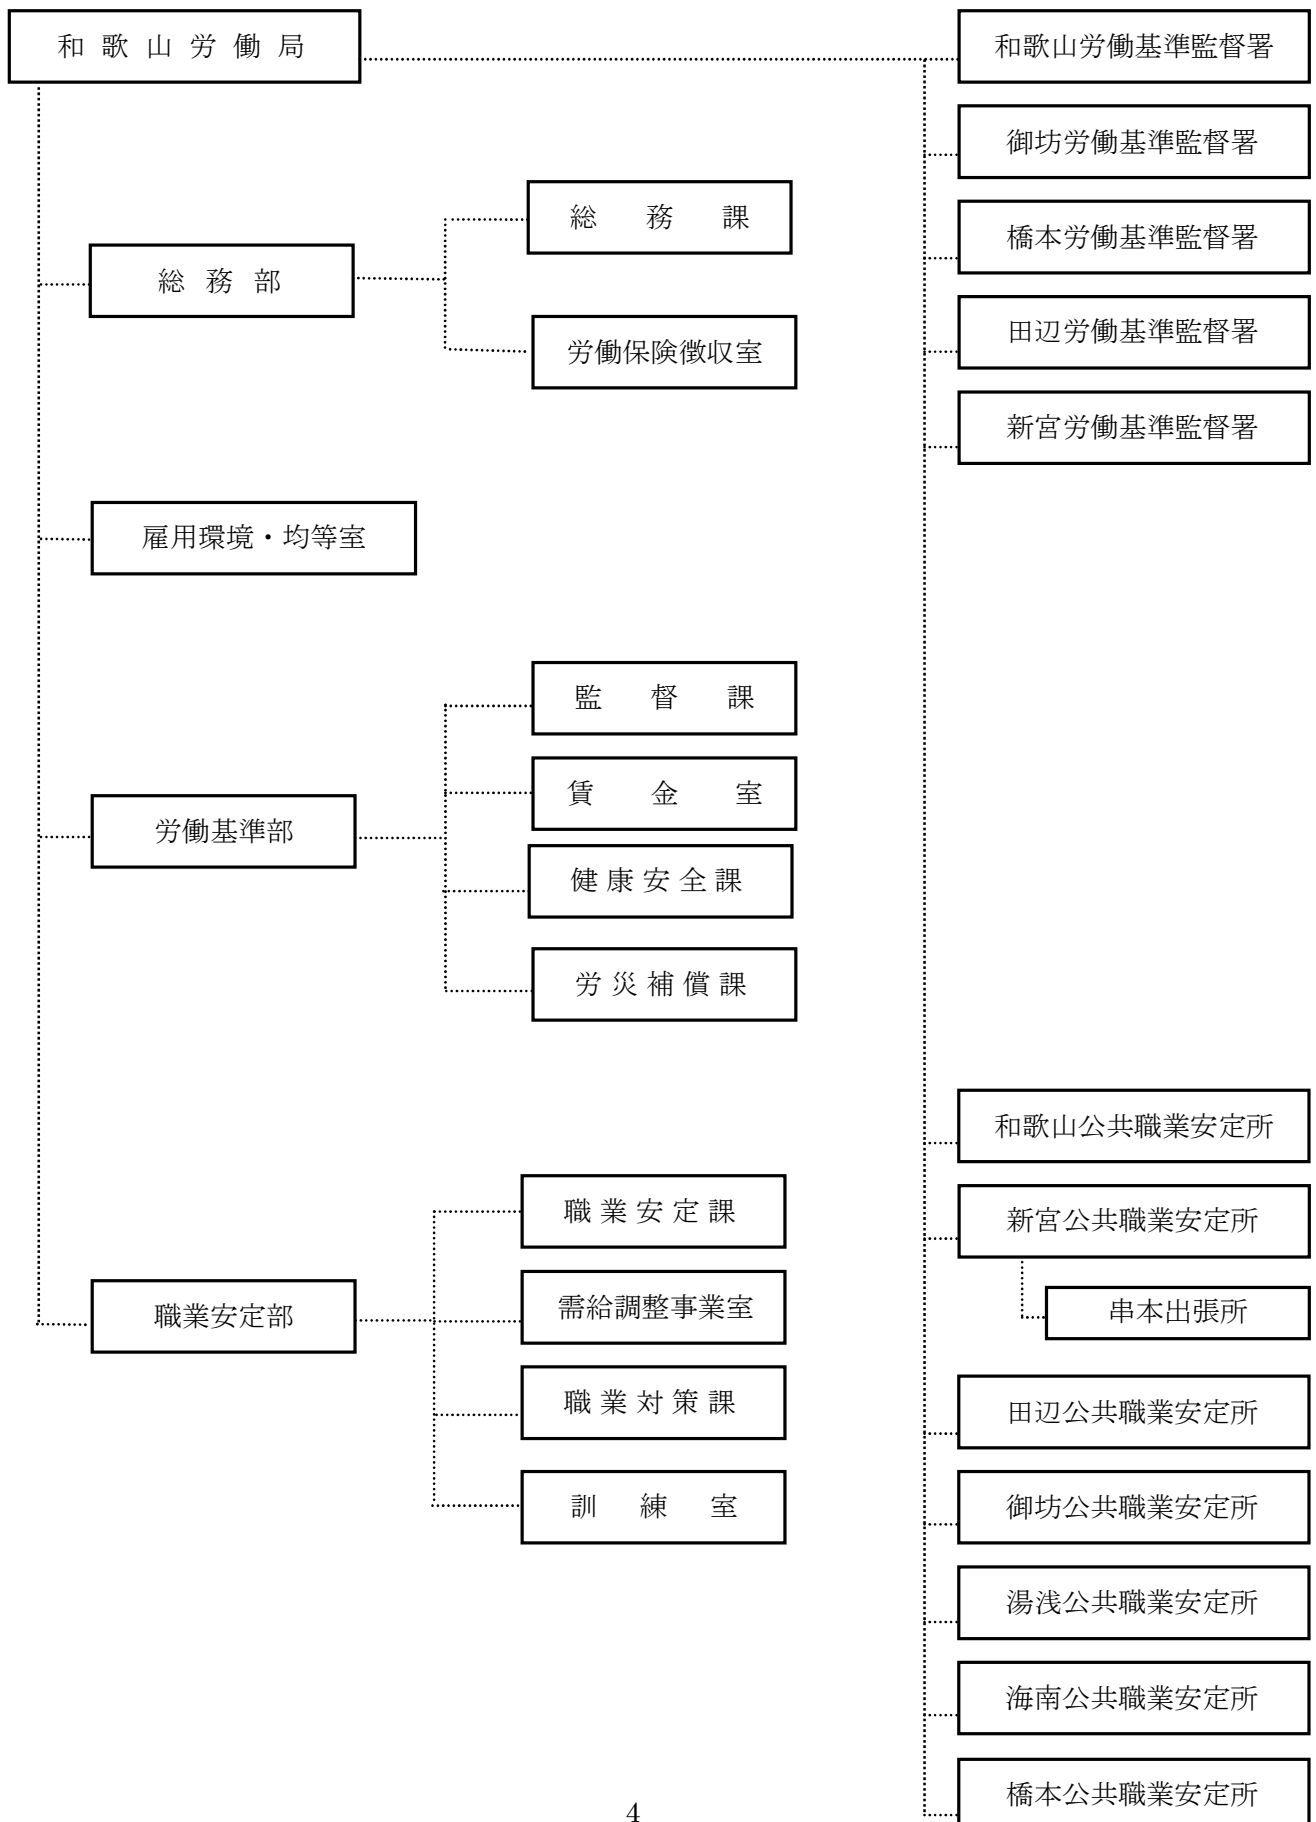 和歌山労働局
総務部
総務課
労働保険徴収室
雇用環境・均等室
労働基準部
監督課
賃金室
健康安全課
労災補償課
職業安定部
職業安定課
需給調整事業室
職業対策課
訓練室
和歌山労働基準監督署
御坊労働基準監督署
橋本労働基準監督署
田辺労働基準監督署
新宮労働基準監督署
和歌山公共職業安定所
新宮公共職業安定所
串本出張所
田辺公共職業安定所
御坊公共職業安定所
湯浅公共職業安定所
海南公共職業安定所
橋本公共職業安定所
4